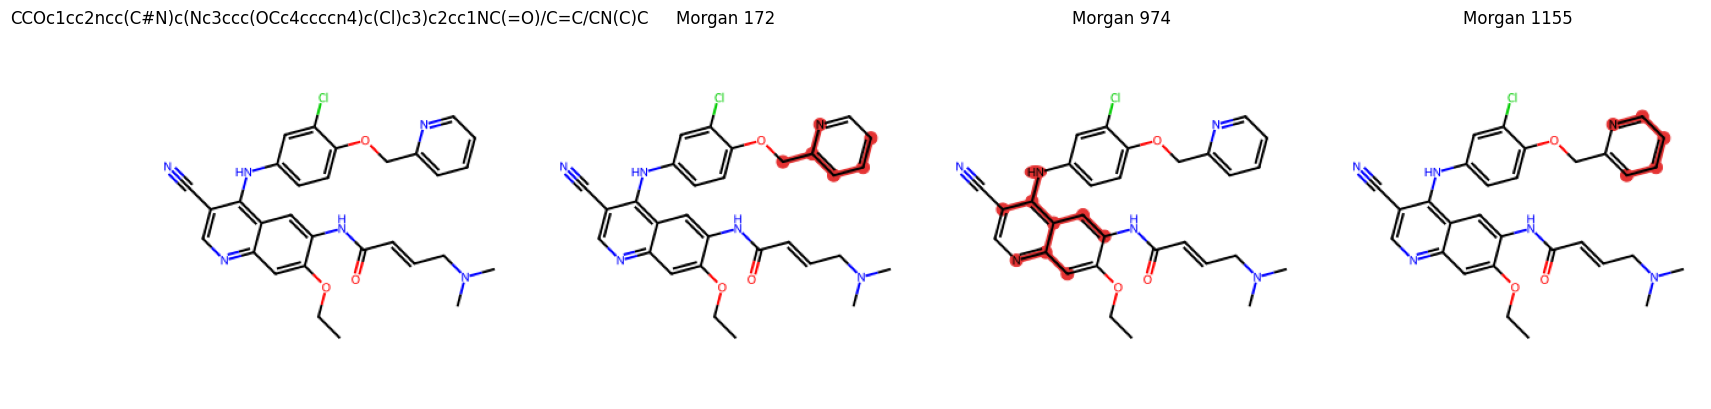 CCOc1cc2ncc(C#N)c(Nc3ccc(OCc4ccccn4)c(Cl)c3)c2cc1NC(=O)/C=C/CN(C)C Morgan 172 Morgan 974 Morgan 1155
Cl Cl Cl Cl
N O N O N O N O
N HN N HN N HN N HN
H H H H
N N N N
N N N N
O N O N O N O N
O O O O